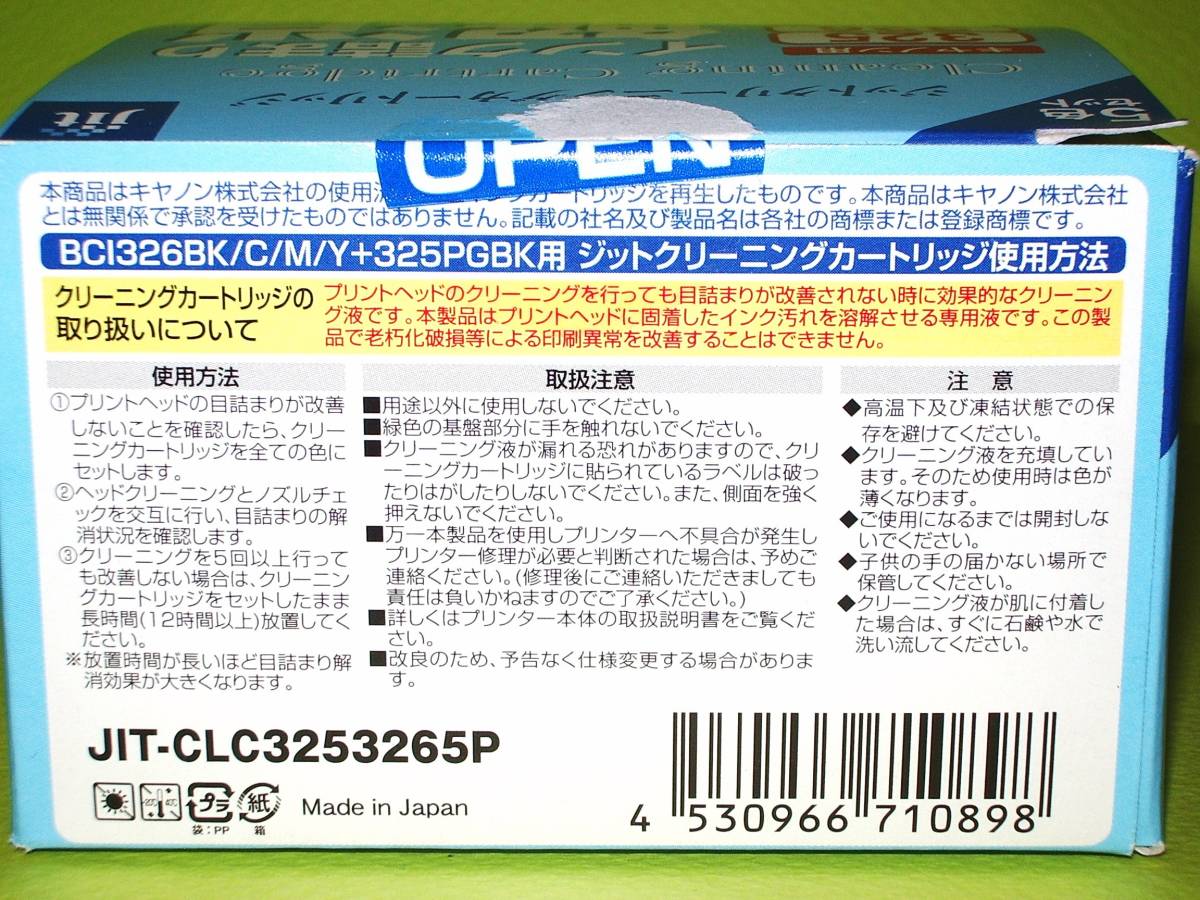 インク詰まり
キヤノン用
325
Cleaning Cartridge
ジットクリーニングカートリッジ
5色
セット
jit
OPEN
本商品はキヤノン株式会社の使用済 カートリッジを再生したものです。本商品はキヤノン株式会社
とは無関係で承認を受けたものではありません。記載の社名及び製品名は各社の商標または登録商標です。
BCI326BK/C/M/Y+325PGBK用 ジットクリーニングカートリッジ使用方法
クリーニングカートリッジの
取り扱いについて
プリントヘッドのクリーニングを行っても目詰まりが改善されない時に効果的なクリーニン
グ液です。本製品はプリントヘッドに固着したインク汚れを溶解させる専用液です。この製
品で老朽化破損等による印刷異常を改善することはできません。
使用方法
①プリントヘッドの目詰まりが改善
しないことを確認したら、クリー
ニングカートリッジを全ての色に
セットします。
②ヘッドクリーニングとノズルチェ
ックを交互に行い、目詰まりの解
消状況を確認します。
③クリーニングを5回以上行って
も改善しない場合は、クリーニン
グカートリッジをセットしたまま
長時間(12時間以上)放置してく
ださい。
※放置時間が長いほど目詰まり解
消効果が大きくなります。
取扱注意
■用途以外に使用しないでください。
■緑色の基盤部分に手を触れないでください。
■クリーニング液が漏れる恐れがありますので、クリ
ーニングカートリッジに貼られているラベルは破っ
たりはがしたりしないでください。また、側面を強く
押えないでください。
■万一本製品を使用しプリンターへ不具合が発生し
プリンター修理が必要と判断された場合は、予めご
連絡ください。(修理後にご連絡いただきましても
責任は負いかねますのでご了承ください。)
■詳しくはプリンター本体の取扱説明書をご覧くださ
い。
■改良のため、予告なく仕様変更する場合がありま
す。
注 意
◆高温下及び凍結状態での保
存を避けてください。
◆クリーニング液を充填してい
ます。そのため使用時は色が
薄くなります。
◆ご使用になるまでは開封しな
いでください。
◆子供の手の届かない場所で
保管してください。
◆クリーニング液が肌に付着し
た場合は、すぐに石鹸や水で
洗い流してください。
JIT-CLC3253265P
プラ
袋:PP
紙
箱
Made in Japan
4 530966 710898